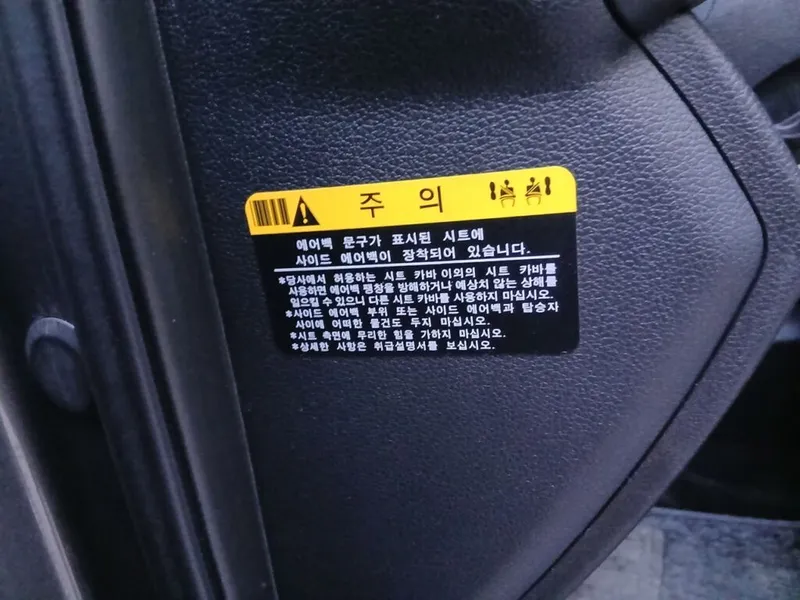 주 의
에어백 문구가 표시된 시트에
사이드 에어백이 장착되어 있습니다.
*당사에서 허용하는 시트 카바 이외의 시트 카바를
사용하면 에어백 팽창을 방해하거나 예상치 않는 상해를
일으킬 수 있으니 다른 시트 카바를 사용하지 마십시오.
*사이드 에어백 부위 또는 사이드 에어백과 탑승자
사이에 어떠한 물건도 두지 마십시오.
*시트 측면에 무리한 힘을 가하지 마십시오.
*상세한 사항은 취급설명서를 보십시오.